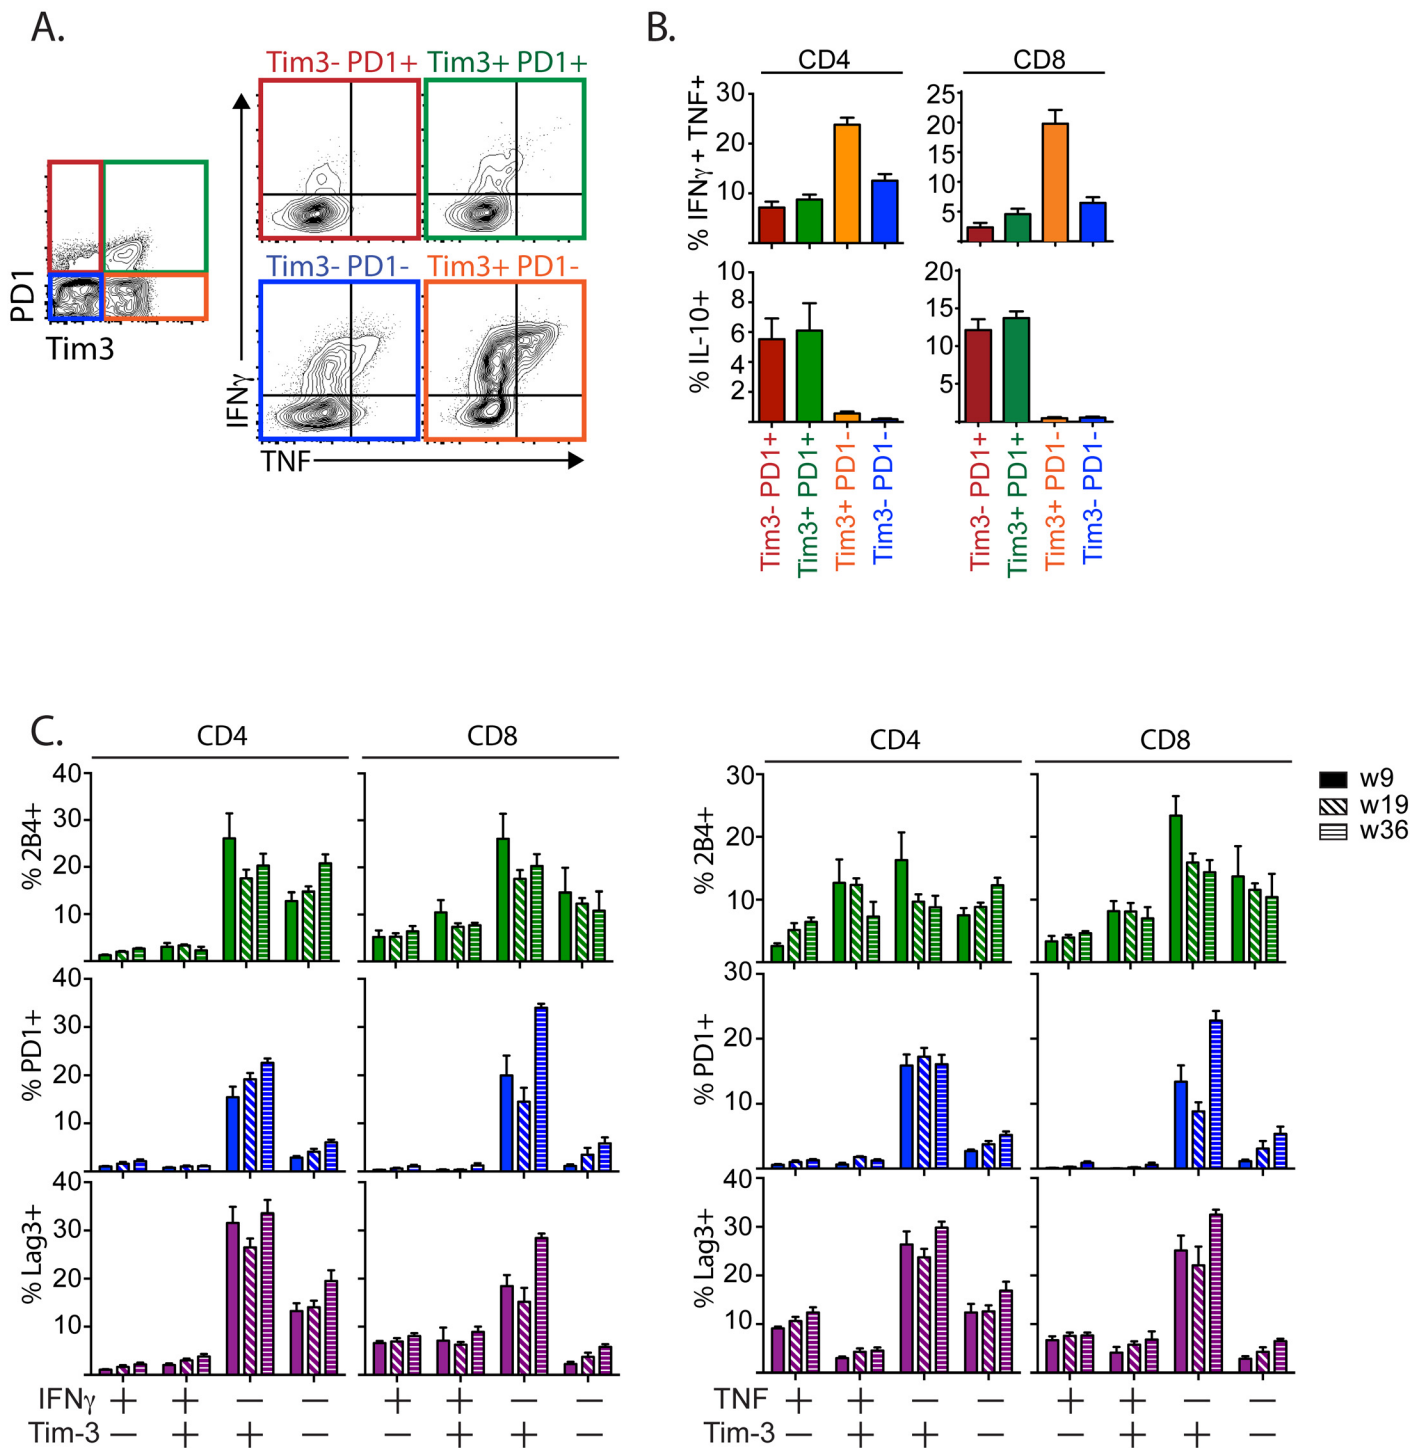 A.
Tim3- PD1+ Tim3+ PD1+
PD1
Tim3
Tim3- PD1- Tim3+ PD1-
IFNγ
TNF
B.
CD4 CD8
% IFNγ+ TNF+
30
20
10
25
20
15
10
5
% IL-10+
10
8
6
4
2
20
15
10
5
Tim3- PD1+
Tim3+ PD1+
Tim3+ PD1-
Tim3- PD1-
Tim3- PD1+
Tim3+ PD1+
Tim3+ PD1-
Tim3- PD1-
C.
CD4 CD8
% 2B4+
40
30
20
10
% PD1+
40
30
20
10
% Lag3+
40
30
20
10
IFNγ + + − − + + − −
Tim-3 − + + − − + + −
CD4 CD8
w9
w19
w36
% 2B4+
30
20
10
% PD1+
30
20
10
% Lag3+
40
30
20
10
TNF + + − − + + − −
Tim-3 − + + − − + + −